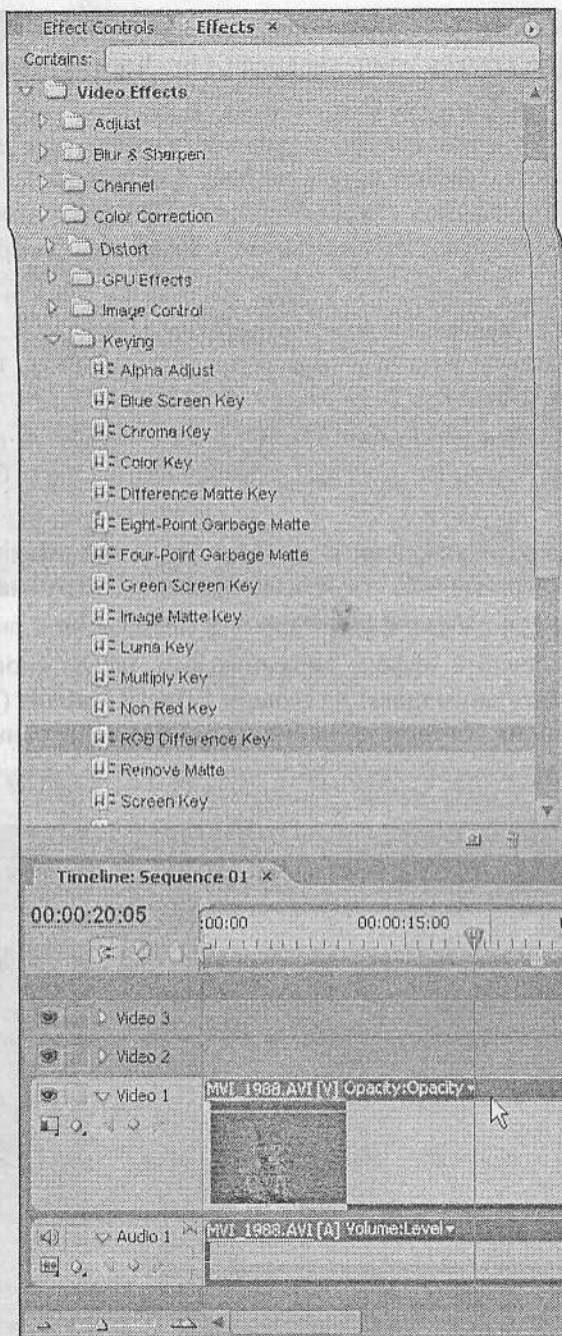 Effect Controls Effects ×
Contains:
Video Effects
Adjust
Blur & Sharpen
Channel
Color Correction
Distort
GPU Effects
Image Control
Keying
Alpha Adjust
Blue Screen Key
Chroma Key
Color Key
Difference Matte Key
Eight-Point Garbage Matte
Four-Point Garbage Matte
Green Screen Key
Image Matte Key
Luma Key
Multiply Key
Non Red Key
RGB Difference Key
Remove Matte
Screen Key
Timeline: Sequence 01 ×
00:00:20:05
:00:00 00:00:15:00
Video 3
Video 2
MVI_1988.AVI [V] Opacity:Opacity
Video 1
MVI_1988.AVI [A] Volume:Level
Audio 1